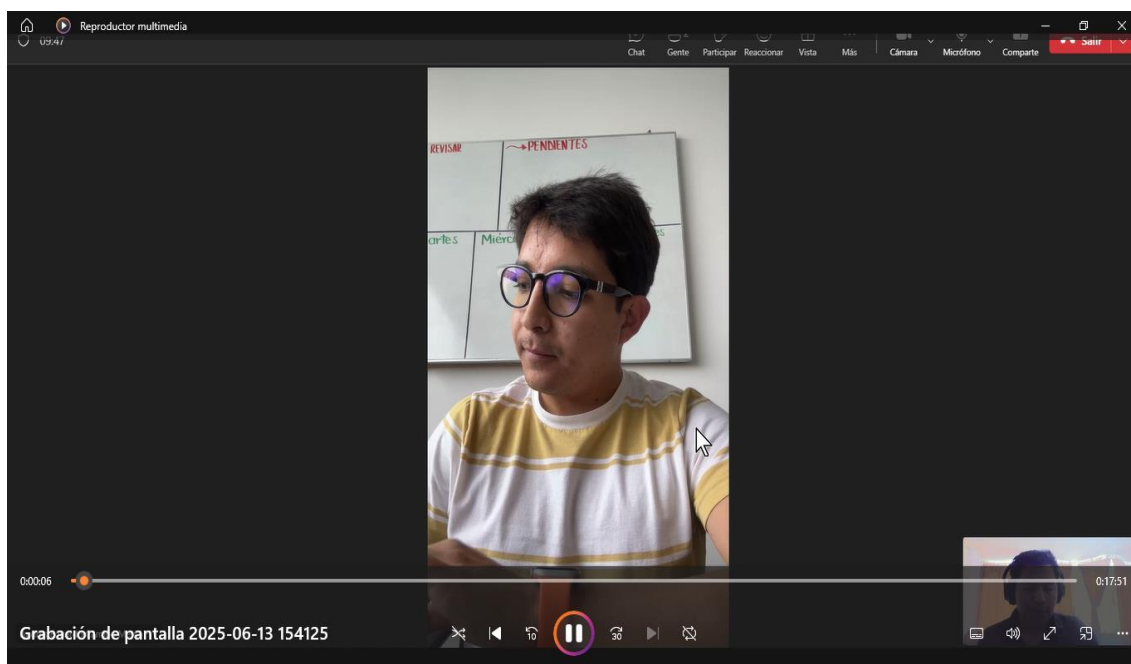 Reproductor multimedia
09:47
Chat Gente Participar Reaccionar Vista Más Cámara Micrófono Comparte Salir
REVISAR →PENDIENTES
artes Miérc es
0:00:06 0:17:51
Grabación de pantalla 2025-06-13 154125
10 30